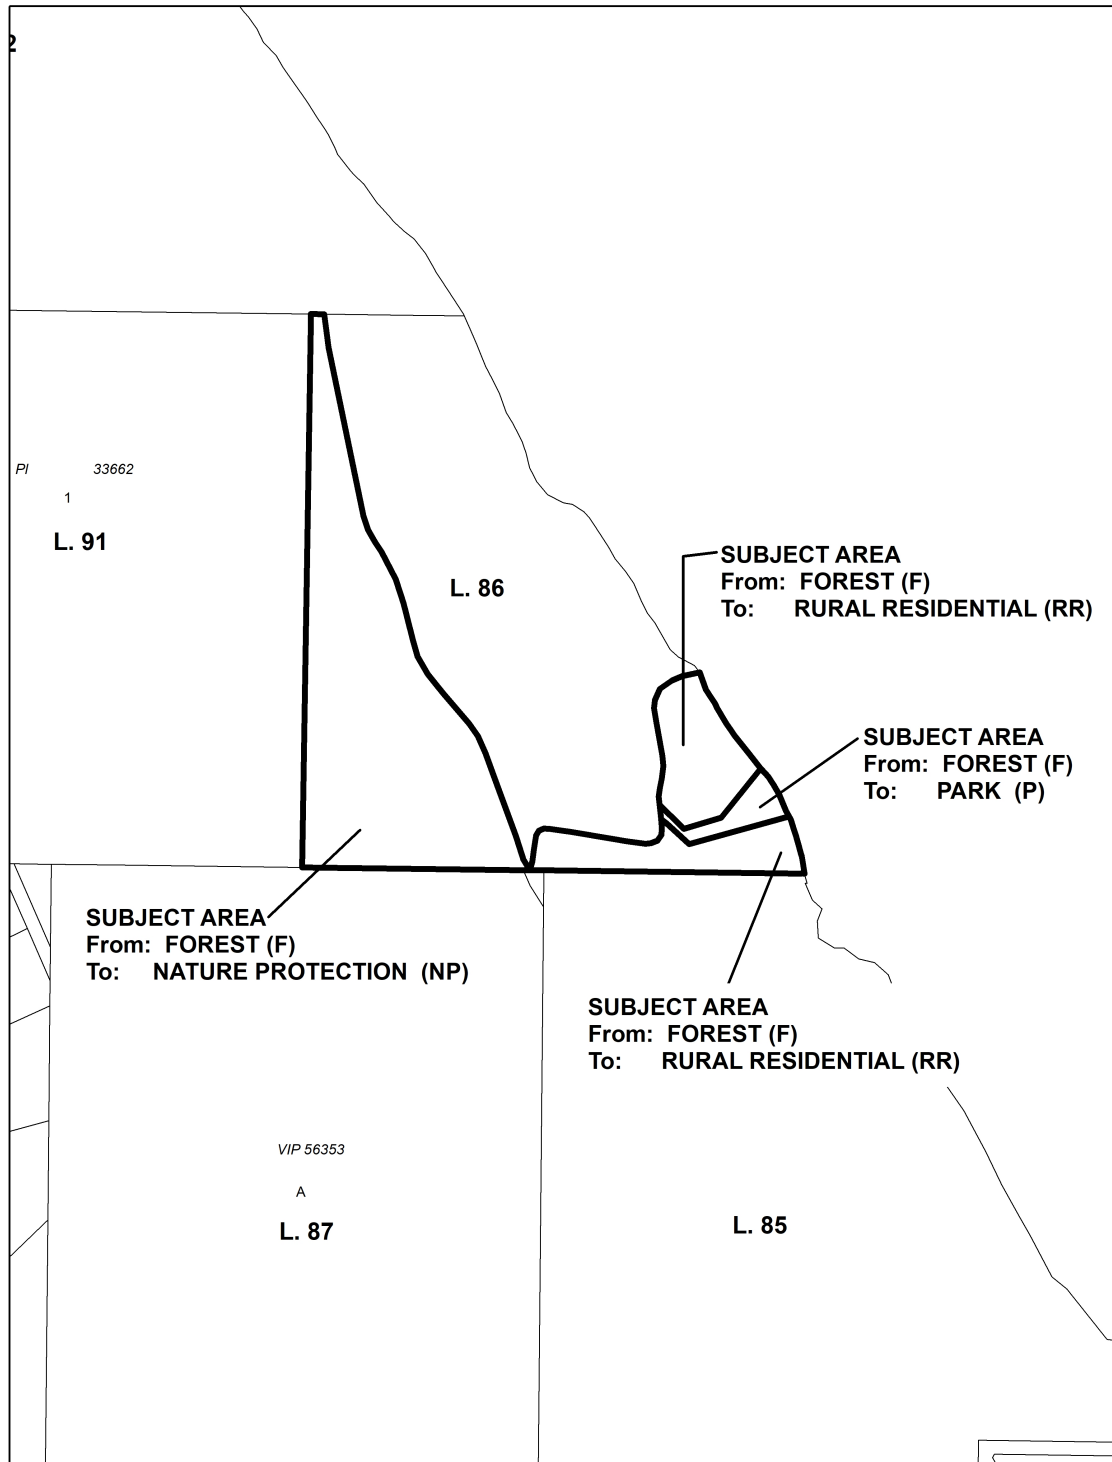 2
Pl 33662
1
L. 91
L. 86
SUBJECT AREA
From: FOREST (F)
To: RURAL RESIDENTIAL (RR)
SUBJECT AREA
From: FOREST (F)
To: PARK (P)
SUBJECT AREA
From: FOREST (F)
To: NATURE PROTECTION (NP)
SUBJECT AREA
From: FOREST (F)
To: RURAL RESIDENTIAL (RR)
VIP 56353
A
L. 87
L. 85